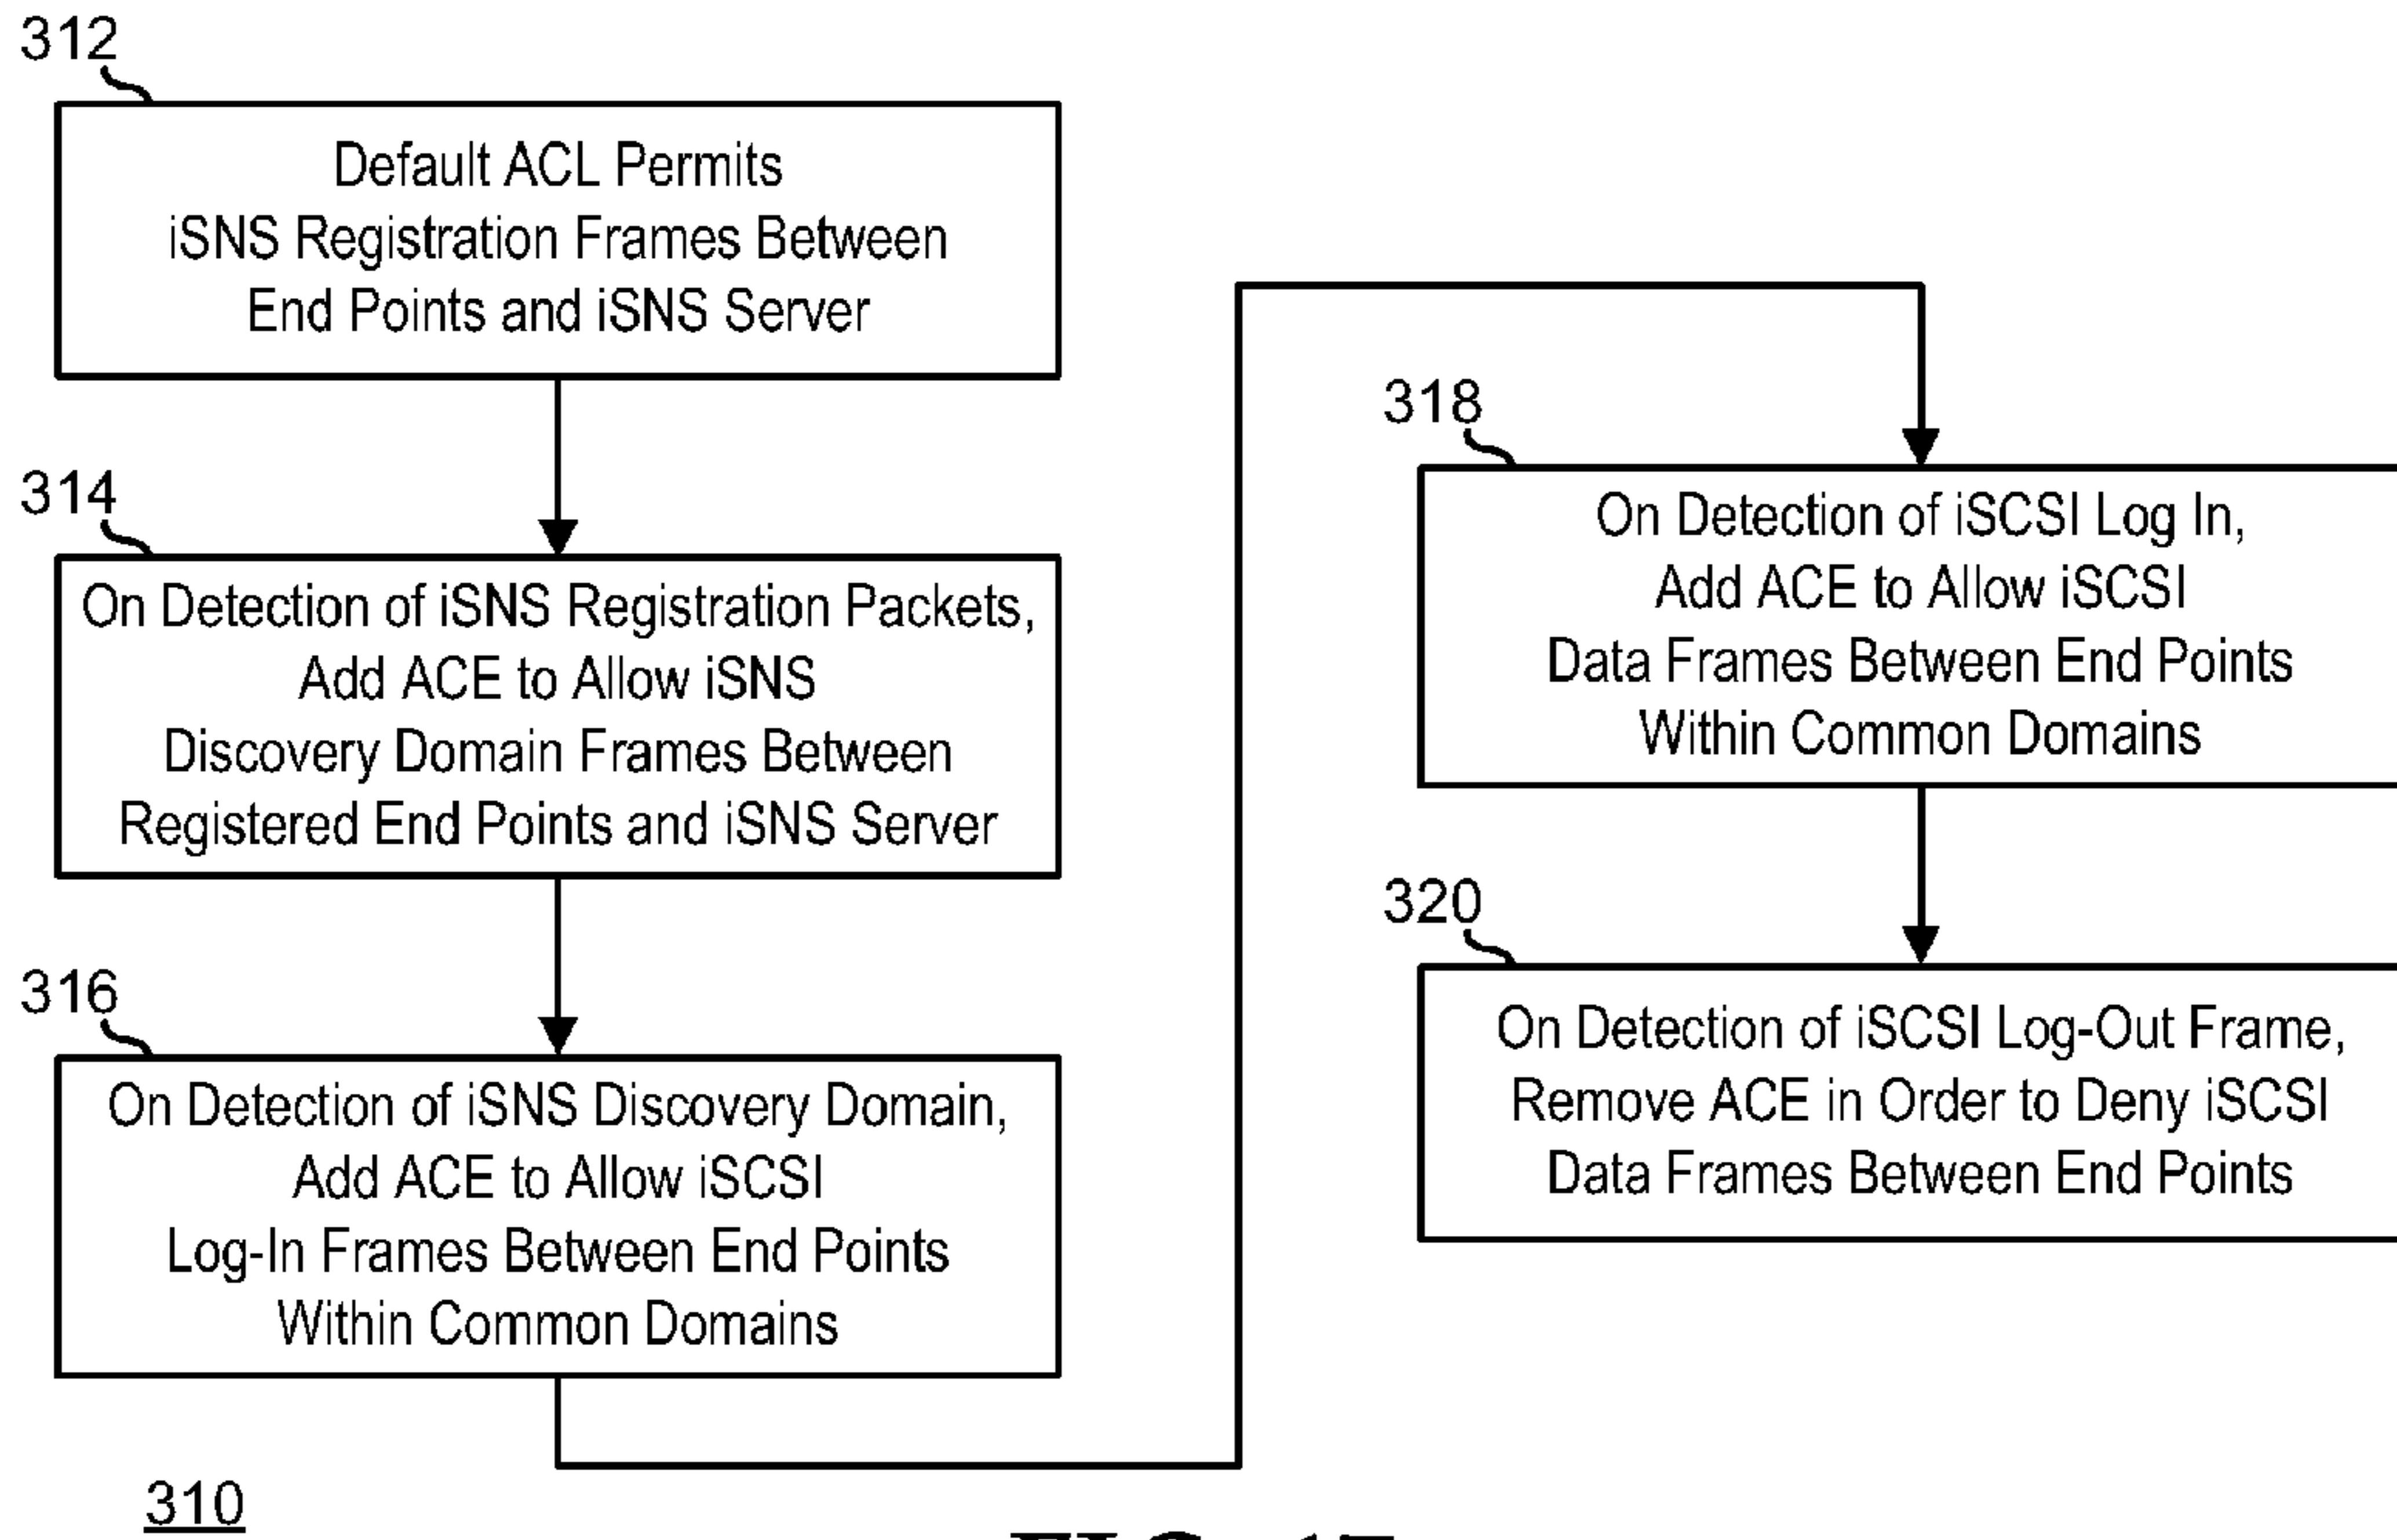 312
Default ACL Permits
iSNS Registration Frames Between
End Points and iSNS Server
314
On Detection of iSNS Registration Packets,
Add ACE to Allow iSNS
Discovery Domain Frames Between
Registered End Points and iSNS Server
316
On Detection of iSNS Discovery Domain,
Add ACE to Allow iSCSI
Log-In Frames Between End Points
Within Common Domains
318
On Detection of iSCSI Log In,
Add ACE to Allow iSCSI
Data Frames Between End Points
Within Common Domains
320
On Detection of iSCSI Log-Out Frame,
Remove ACE in Order to Deny iSCSI
Data Frames Between End Points
310